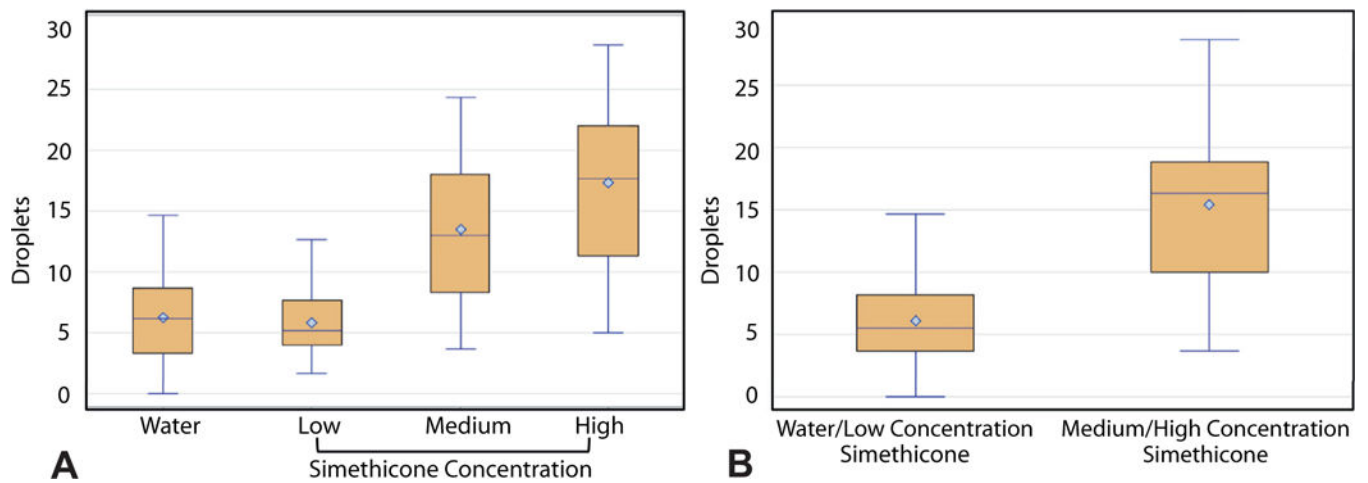 30
25
20
15
10
5
0
Droplets
Water
Low
Medium
High
Simethicone Concentration
A
30
25
20
15
10
5
0
Droplets
Water/Low Concentration
Simethicone
Medium/High Concentration
Simethicone
B